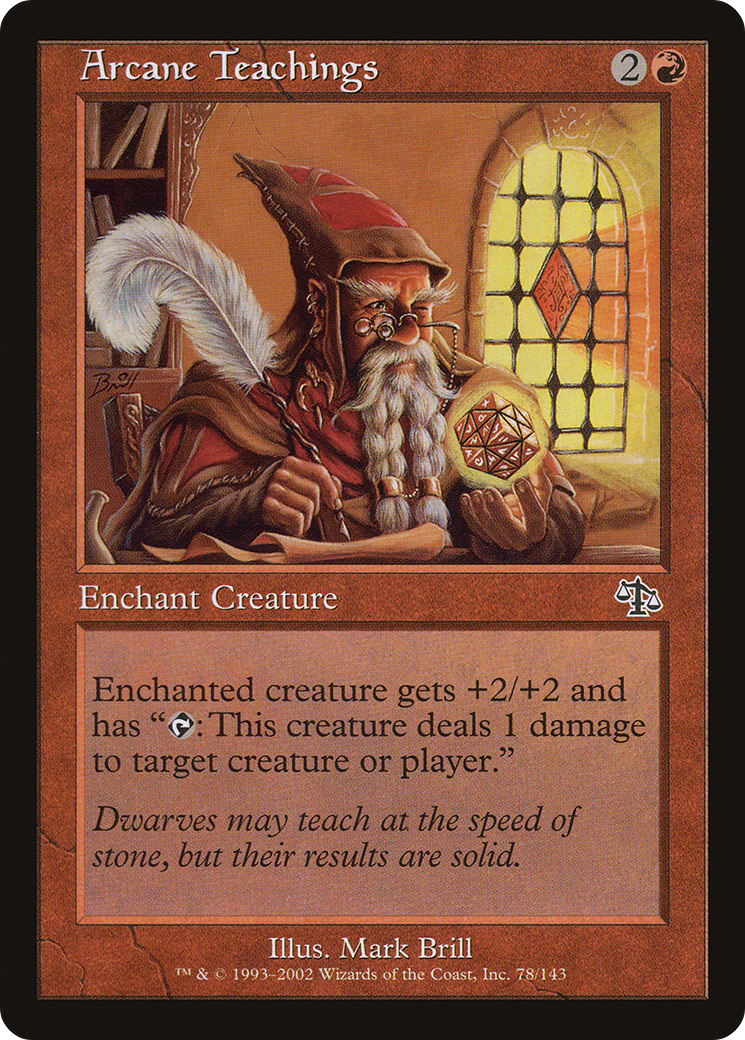 Arcane Teachings 2
Brill
Enchant Creature
Enchanted creature gets +2/+2 and
has “: This creature deals 1 damage
to target creature or player.”
Dwarves may teach at the speed of
stone, but their results are solid.
Illus. Mark Brill
™ & © 1993–2002 Wizards of the Coast, Inc. 78/143